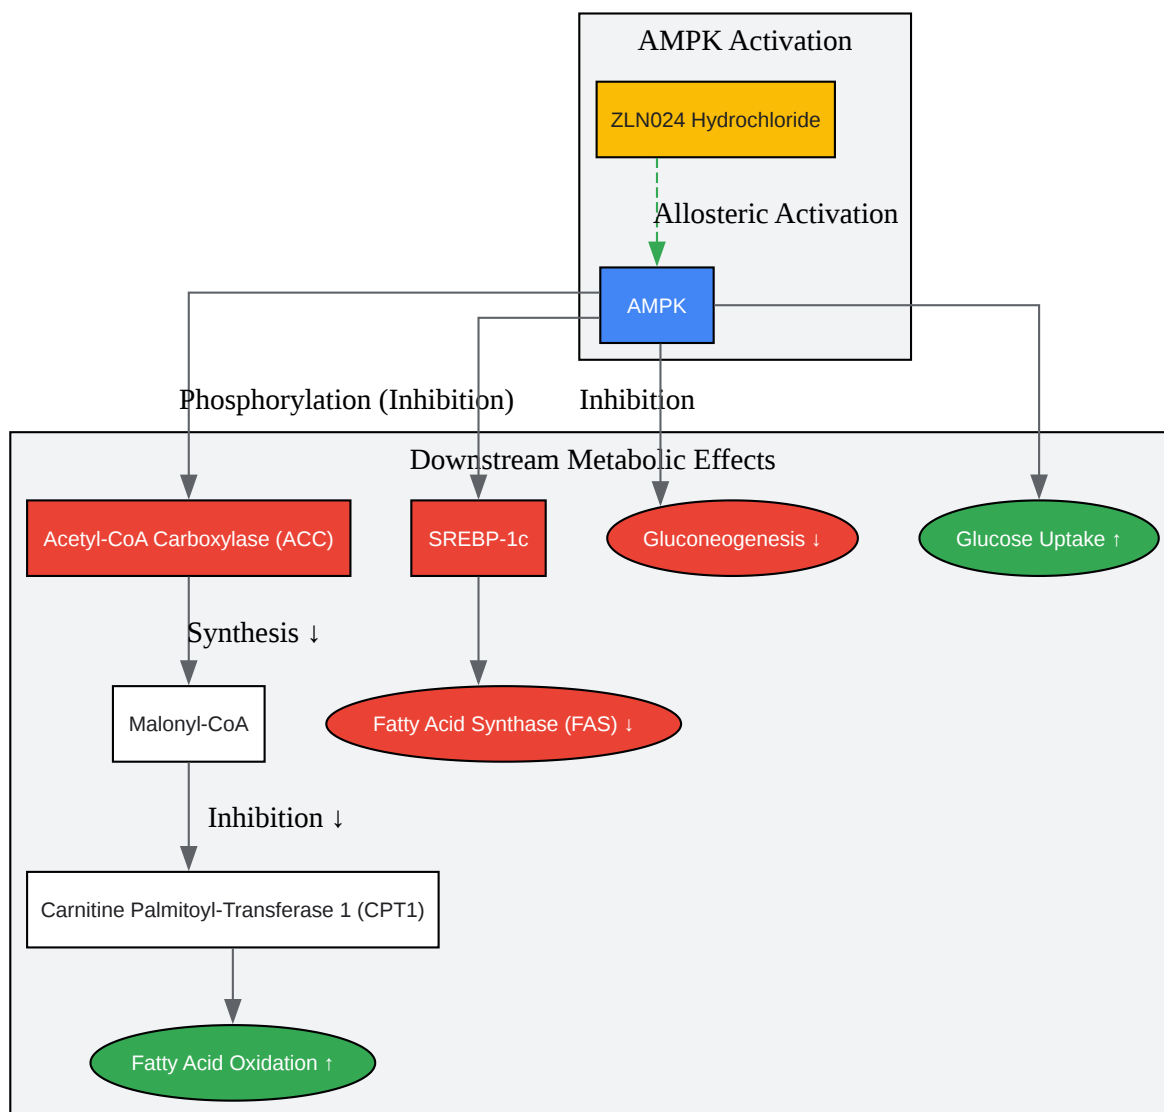 AMPK Activation
ZLN024 Hydrochloride
Allosteric Activation
AMPK
Phosphorylation (Inhibition)
Inhibition
Downstream Metabolic Effects
Acetyl-CoA Carboxylase (ACC)
SREBP-1c
Gluconeogenesis ↓
Glucose Uptake ↑
Synthesis ↓
Malonyl-CoA
Fatty Acid Synthase (FAS) ↓
Inhibition ↓
Carnitine Palmitoyl-Transferase 1 (CPT1)
Fatty Acid Oxidation ↑